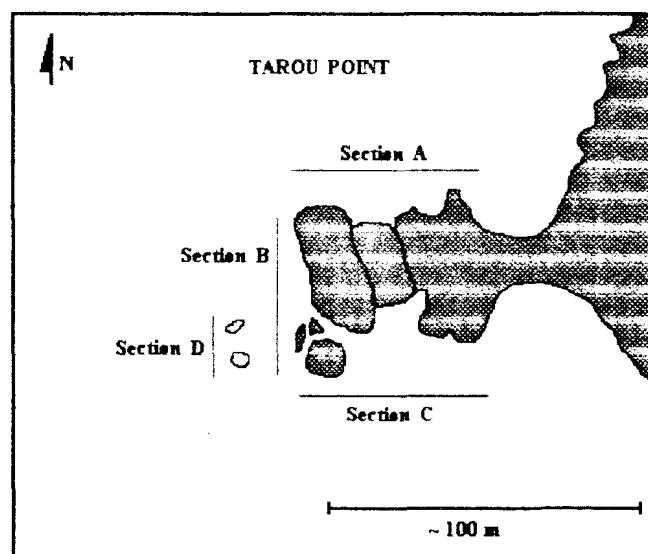 N
TAROU POINT
Section A
Section B
Section D
Section C
~ 100 m